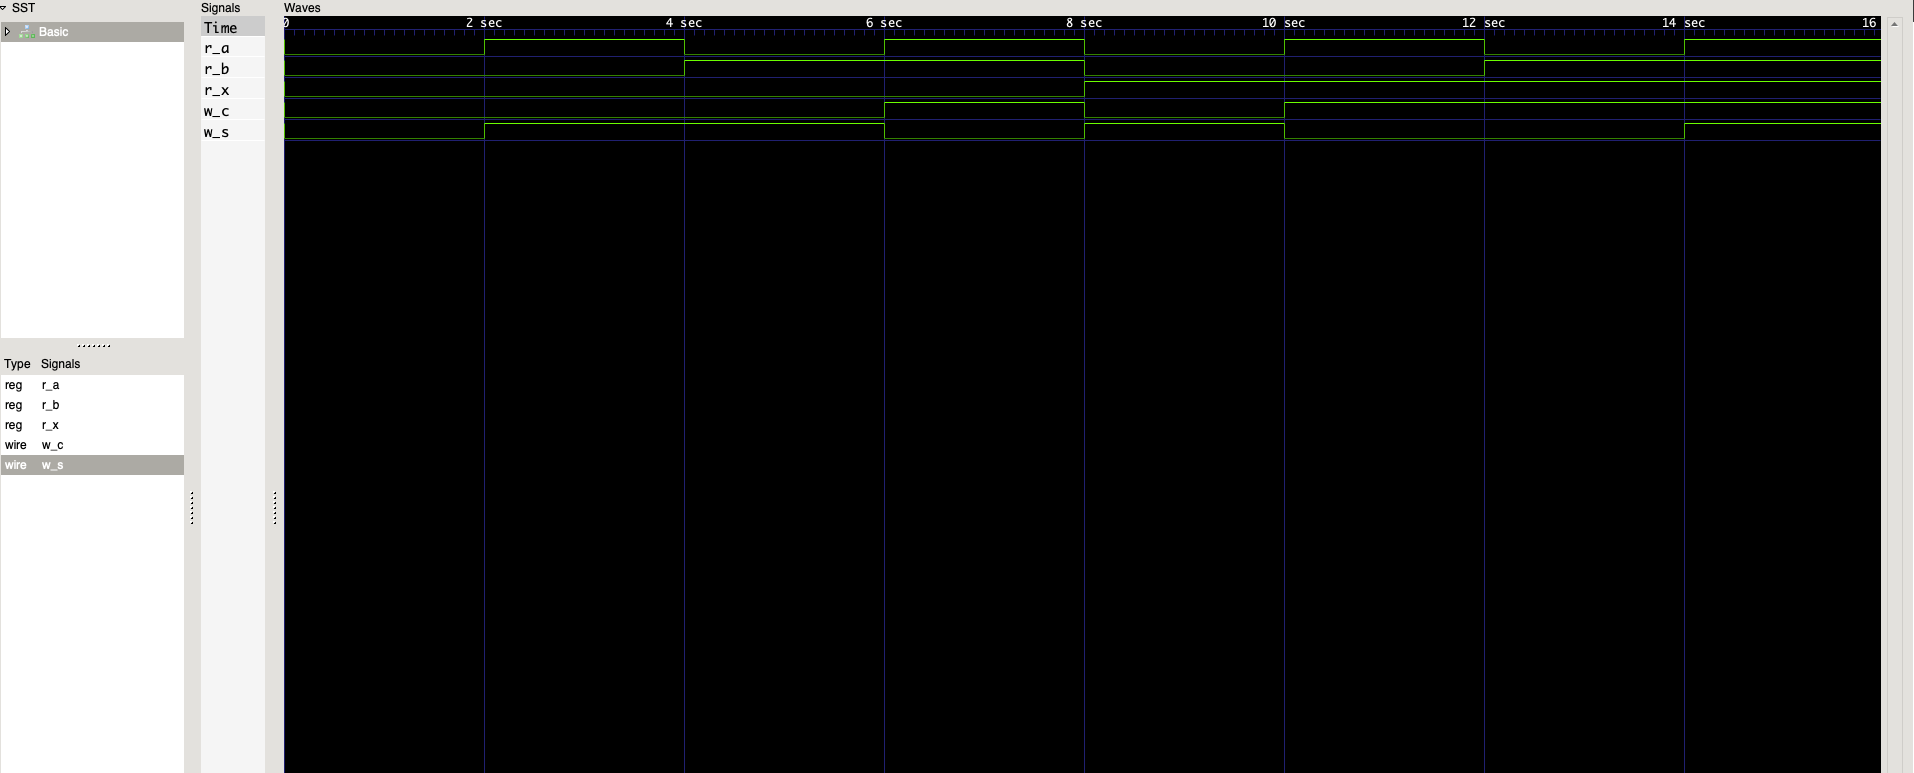 SST
Basic
Type Signals
reg r_a
reg r_b
reg r_x
wire w_c
wire w_s
Signals
Time
r_a
r_b
r_x
w_c
w_s
Waves
0 2 sec 4 sec 6 sec 8 sec 10 sec 12 sec 14 sec 16